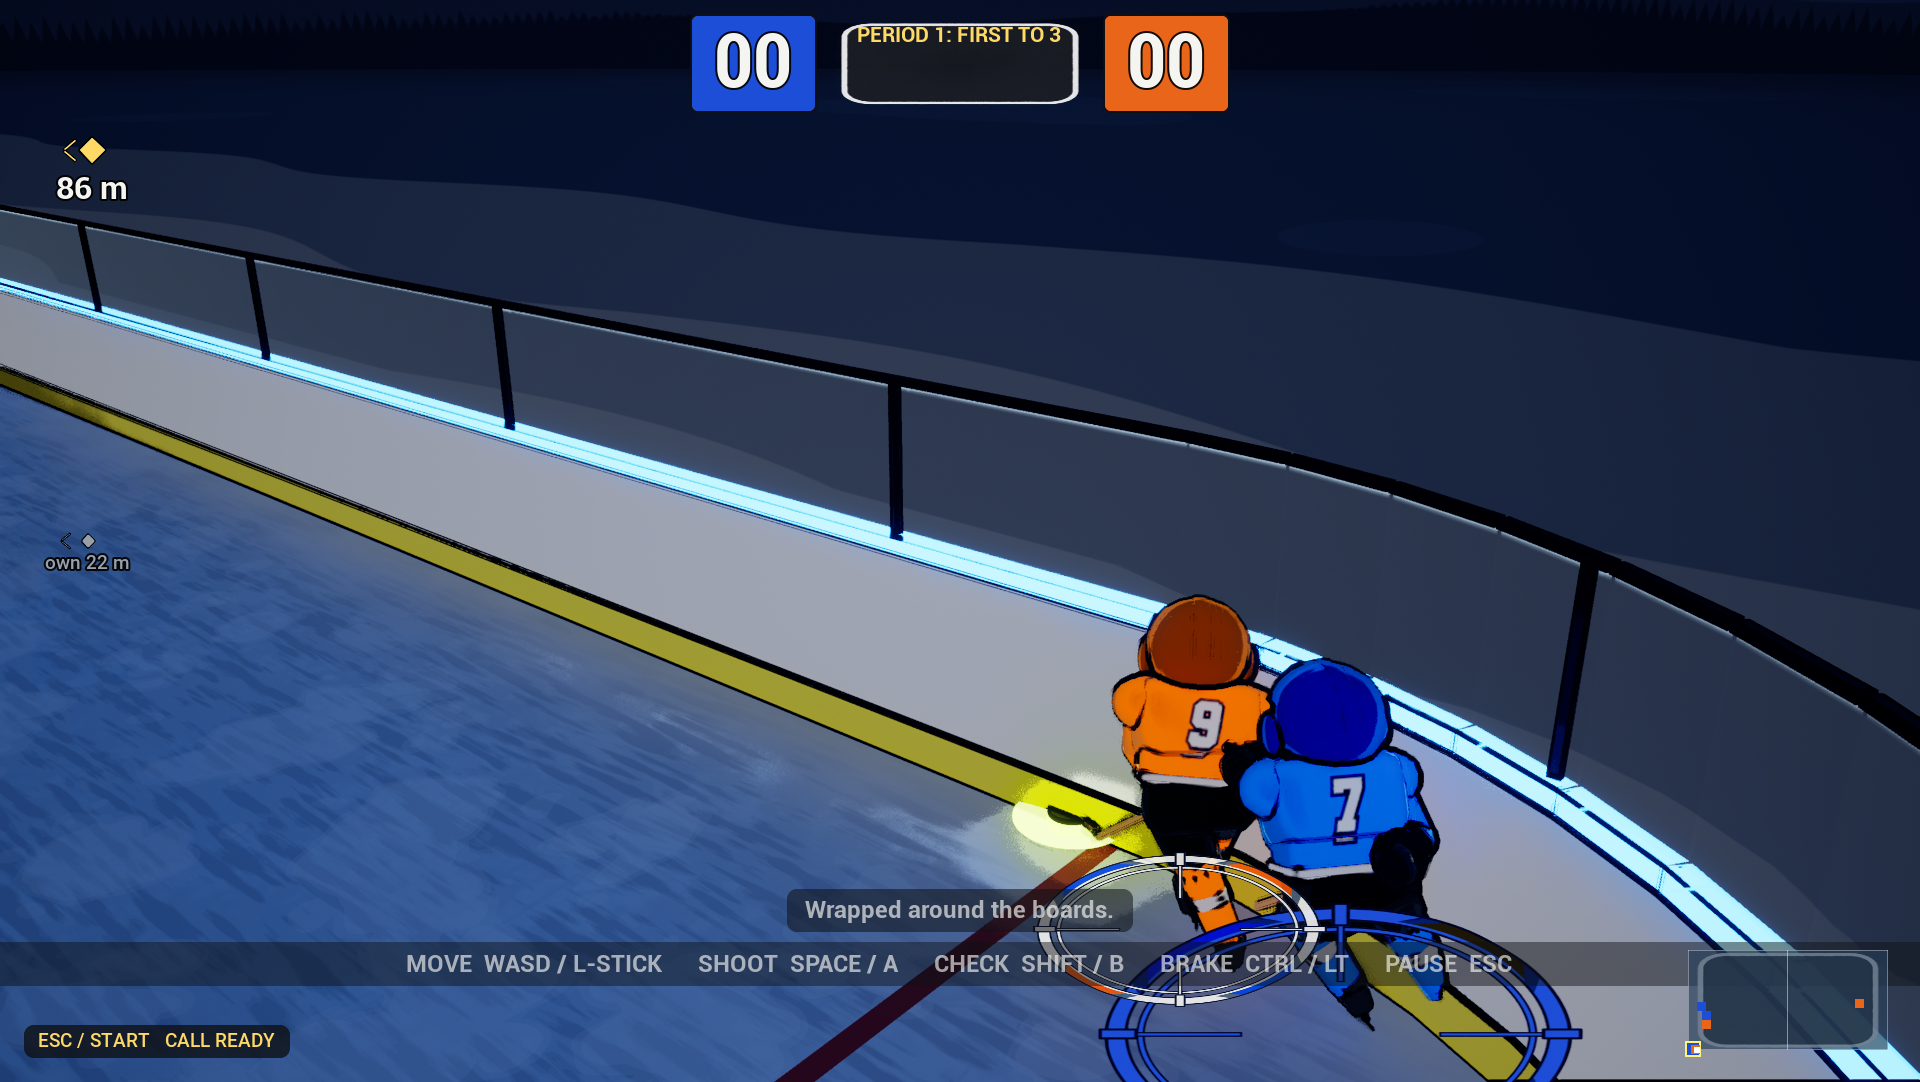 00
PERIOD 1: FIRST TO 3
00
86 m
own 22 m
9
7
Wrapped around the boards.
MOVE WASD / L-STICK SHOOT SPACE / A CHECK SHIFT / B BRAKE CTRL / LT PAUSE ESC
ESC / START CALL READY